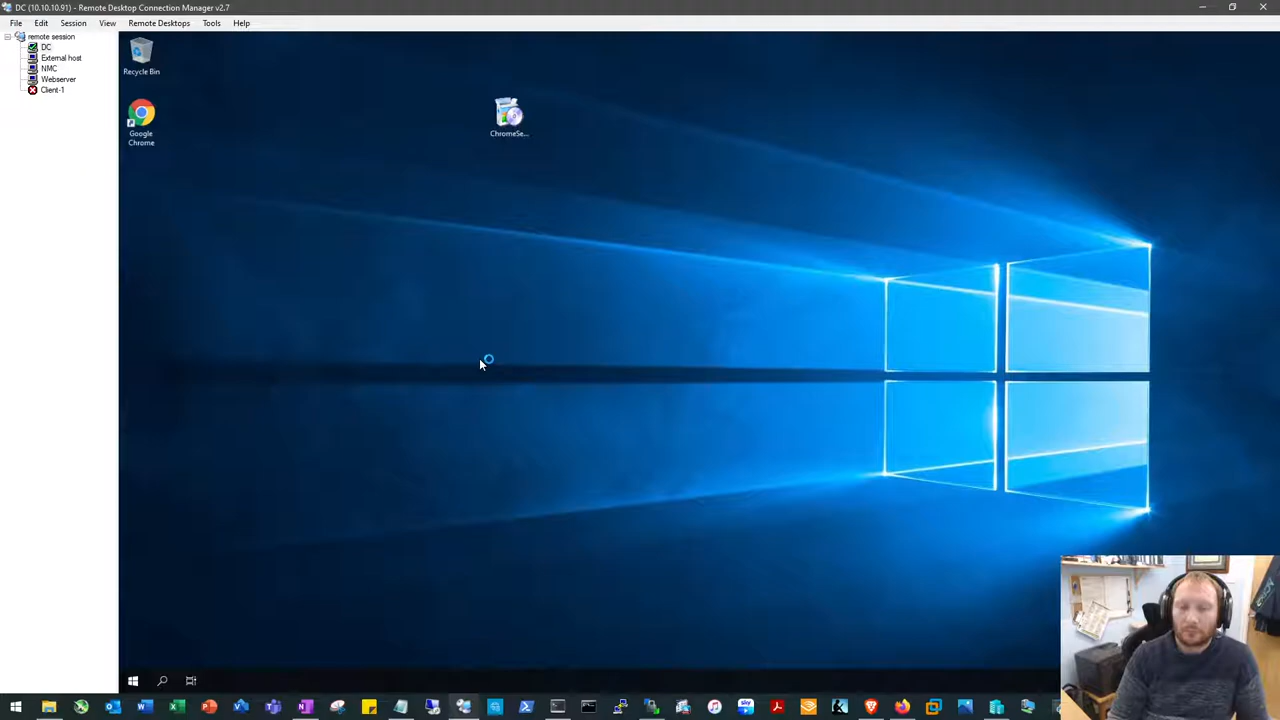 DC (10.10.10.91) - Remote Desktop Connection Manager v2.7
File Edit Session View Remote Desktops Tools Help
remote session
DC
External host
NMC
Webserver
Client-1
Recycle Bin
Google
Chrome
ChromeSe...